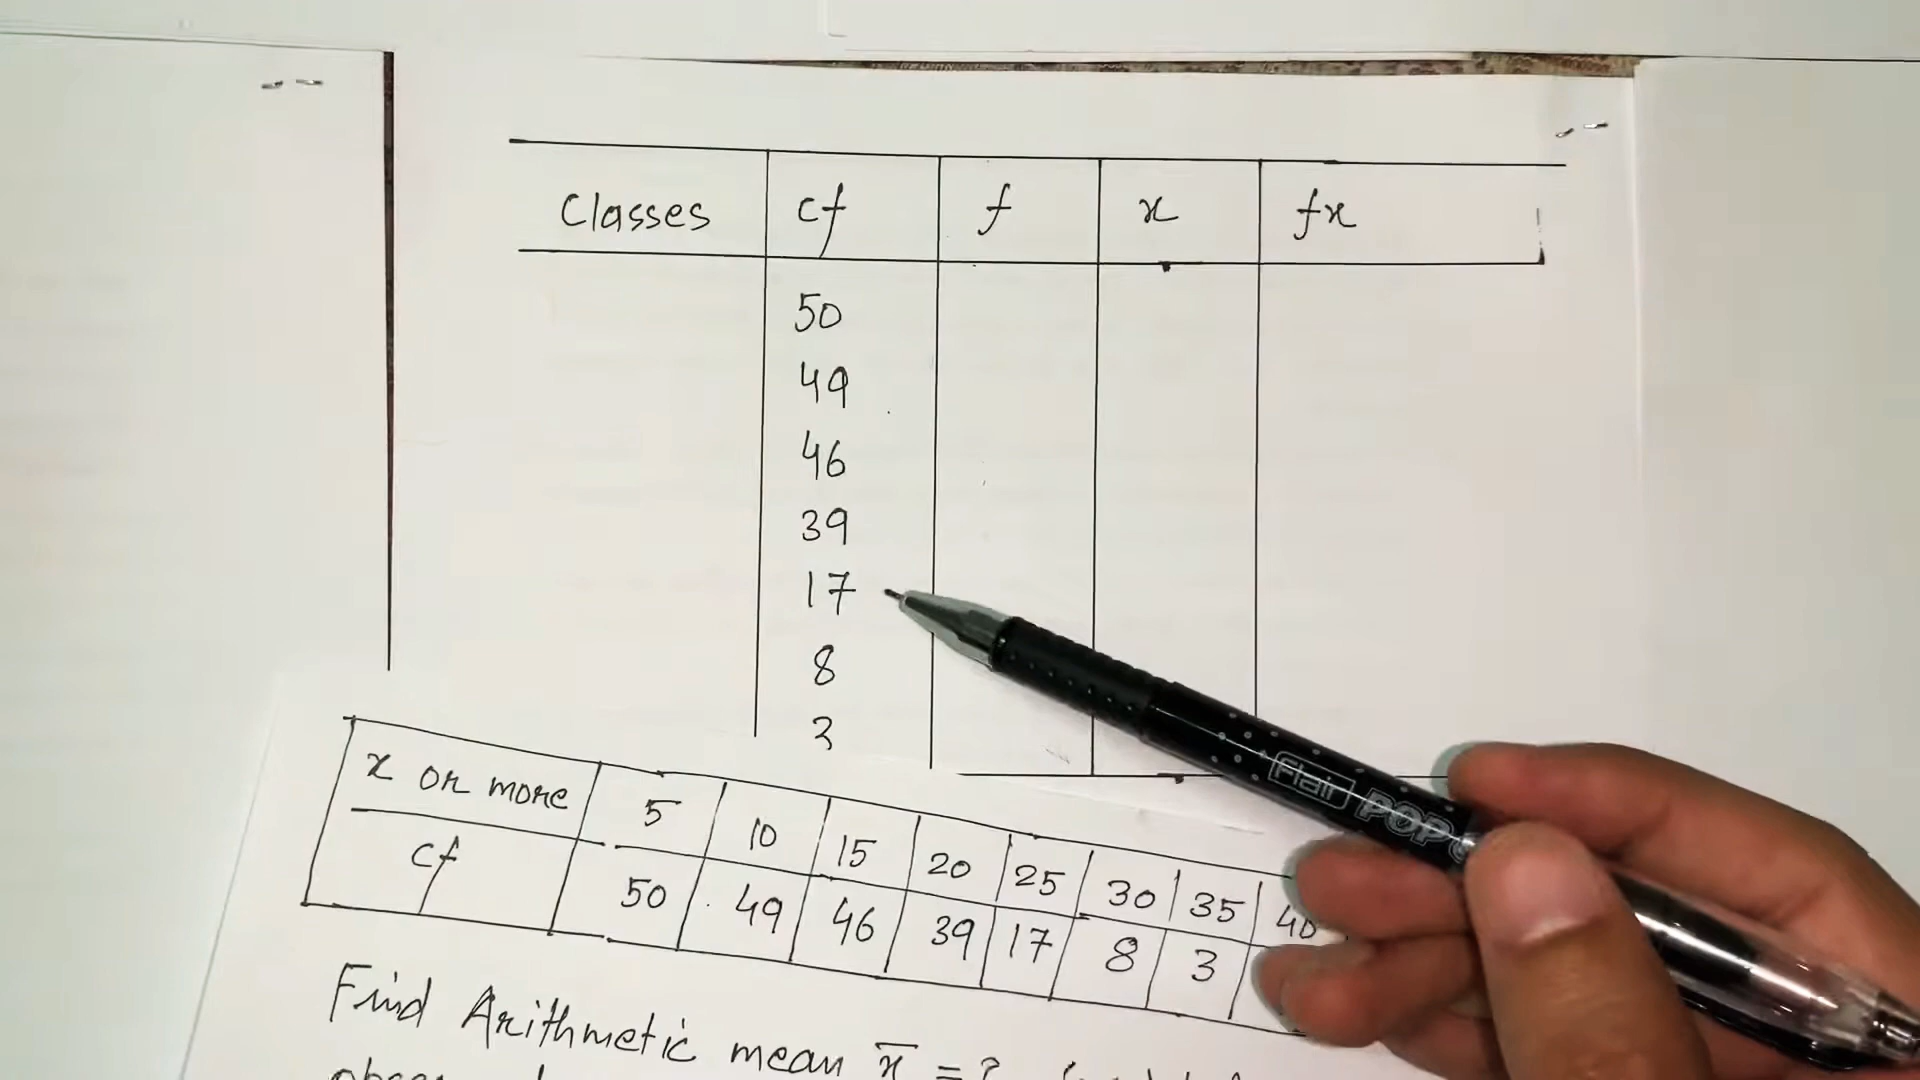 Classes cf f x fx
50
49
46
39
17
8
3
x or more 5 10 15 20 25 30 35 40
cf 50 49 46 39 17 8 3
Find Arithmetic mean x̄ = ?
Flair POP